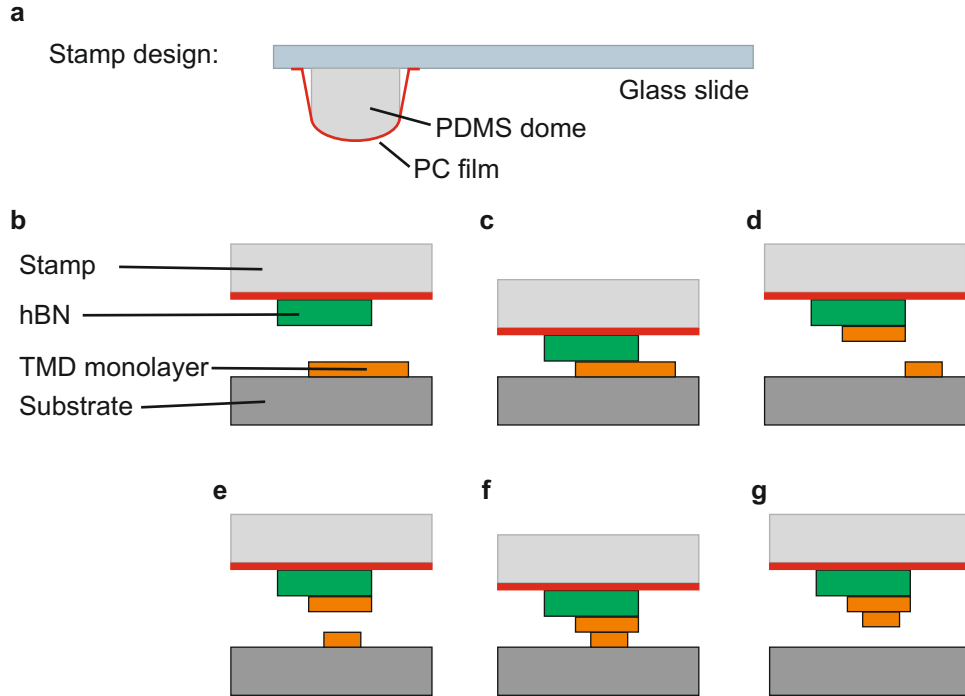 a
Stamp design:
Glass slide
PDMS dome
PC film
b
c
d
Stamp
hBN
TMD monolayer
Substrate
e
f
g